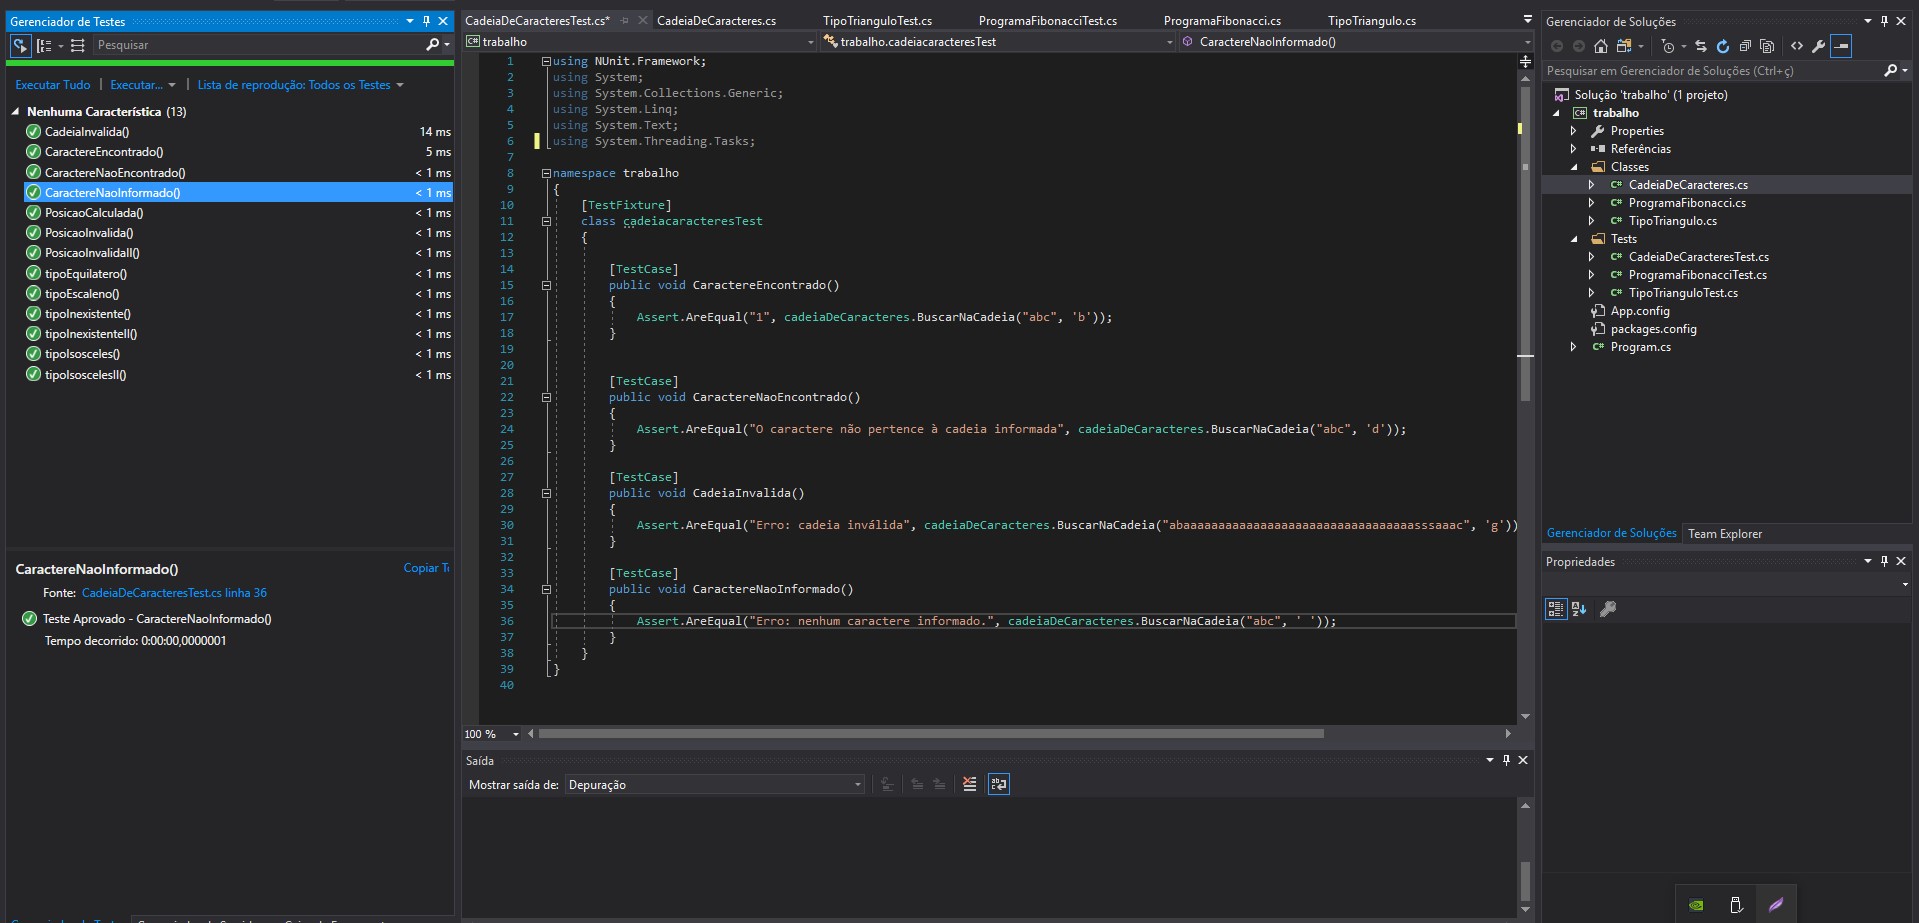 Gerenciador de Testes
Pesquisar
Executar Tudo | Executar... | Lista de reprodução: Todos os Testes
Nenhuma Característica (13)
CadeiaInvalida() 14 ms
CaractereEncontrado() 5 ms
CaractereNaoEncontrado() < 1 ms
CaractereNaoInformado() < 1 ms
PosicaoCalculada() < 1 ms
PosicaoInvalida() < 1 ms
PosicaoInvalidaII() < 1 ms
tipoEquilatero() < 1 ms
tipoEscaleno() < 1 ms
tipoInexistente() < 1 ms
tipoInexistenteII() < 1 ms
tipoIsosceles() < 1 ms
tipoIsoscelesII() < 1 ms
CaractereNaoInformado() Copiar
Fonte: CadeiaDeCaracteresTest.cs linha 36
Teste Aprovado - CaractereNaoInformado()
Tempo decorrido: 0:00:00,0000001
CadeiaDeCaracteresTest.cs* CadeiaDeCaracteres.cs TipoTrianguloTest.cs ProgramaFibonacciTest.cs ProgramaFibonacci.cs TipoTriangulo.cs
trabalho trabalho.cadeiacaracteresTest CaractereNaoInformado()
1 using NUnit.Framework;
2 using System;
3 using System.Collections.Generic;
4 using System.Linq;
5 using System.Text;
6 using System.Threading.Tasks;
7
8 namespace trabalho
9 {
10 [TestFixture]
11 class cadeiacaracteresTest
12 {
13
14 [TestCase]
15 public void CaractereEncontrado()
16 {
17 Assert.AreEqual("1", cadeiaDeCaracteres.BuscarNaCadeia("abc", 'b'));
18 }
19
20
21 [TestCase]
22 public void CaractereNaoEncontrado()
23 {
24 Assert.AreEqual("O caractere não pertence à cadeia informada", cadeiaDeCaracteres.BuscarNaCadeia("abc", 'd'));
25 }
26
27 [TestCase]
28 public void CadeiaInvalida()
29 {
30 Assert.AreEqual("Erro: cadeia inválida", cadeiaDeCaracteres.BuscarNaCadeia("abaaaaaaaaaaaaaaaaaaaaaaaaaaaaaaaaasssaaac", 'g'))
31 }
32
33 [TestCase]
34 public void CaractereNaoInformado()
35 {
36 Assert.AreEqual("Erro: nenhum caractere informado.", cadeiaDeCaracteres.BuscarNaCadeia("abc", ' '));
37 }
38 }
39 }
40
100 %
Saída
Mostrar saída de: Depuração
Gerenciador de Soluções
Pesquisar em Gerenciador de Soluções (Ctrl+ç)
Solução 'trabalho' (1 projeto)
trabalho
Properties
Referências
Classes
CadeiaDeCaracteres.cs
ProgramaFibonacci.cs
TipoTriangulo.cs
Tests
CadeiaDeCaracteresTest.cs
ProgramaFibonacciTest.cs
TipoTrianguloTest.cs
App.config
packages.config
Program.cs
Gerenciador de Soluções Team Explorer
Propriedades